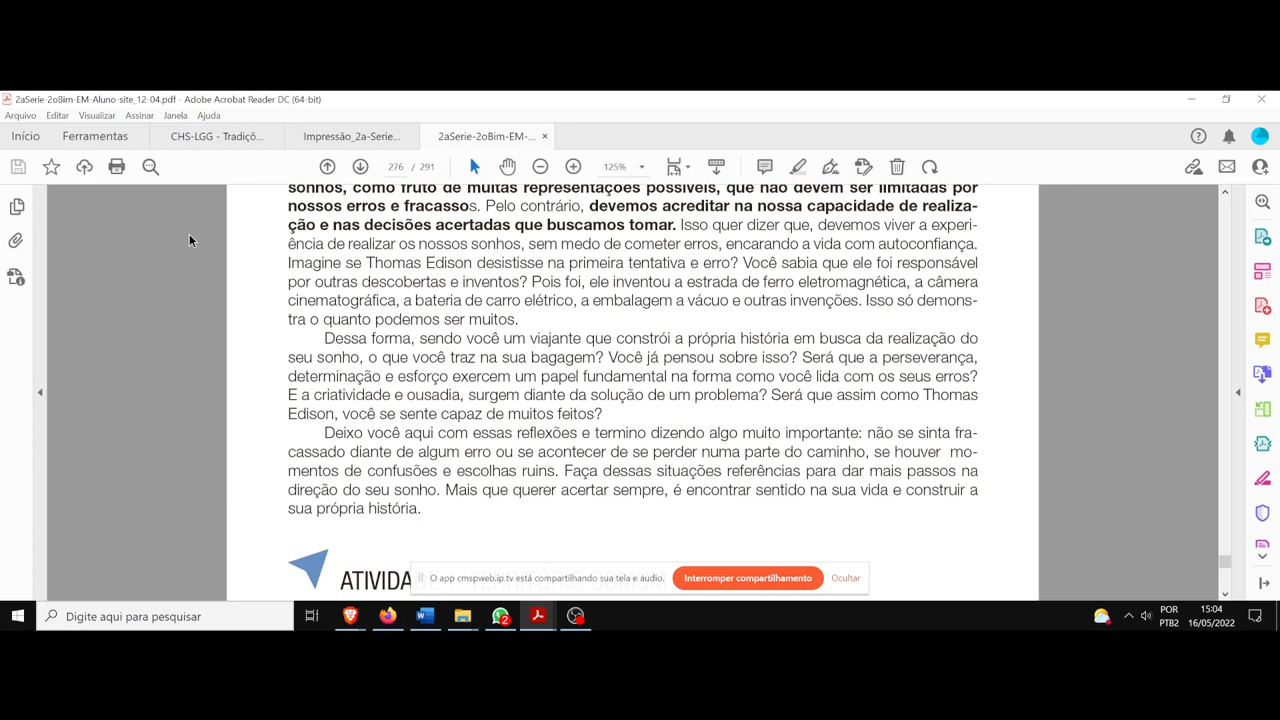 2aSerie-2oBim-EM-Aluno-site_12-04.pdf - Adobe Acrobat Reader DC (64-bit)
Arquivo Editar Visualizar Assinar Janela Ajuda
Início Ferramentas CHS-LGG - Tradiçõ... Impressão_2a-Serie... 2aSerie-2oBim-EM-... ×
276 / 291 125%
sonhos, como fruto de muitas representações possíveis, que não devem ser limitadas por
nossos erros e fracassos. Pelo contrário, devemos acreditar na nossa capacidade de realiza-
ção e nas decisões acertadas que buscamos tomar. Isso quer dizer que, devemos viver a experi-
ência de realizar os nossos sonhos, sem medo de cometer erros, encarando a vida com autoconfiança.
Imagine se Thomas Edison desistisse na primeira tentativa e erro? Você sabia que ele foi responsável
por outras descobertas e inventos? Pois foi, ele inventou a estrada de ferro eletromagnética, a câmera
cinematográfica, a bateria de carro elétrico, a embalagem a vácuo e outras invenções. Isso só demons-
tra o quanto podemos ser muitos.
Dessa forma, sendo você um viajante que constrói a própria história em busca da realização do
seu sonho, o que você traz na sua bagagem? Você já pensou sobre isso? Será que a perseverança,
determinação e esforço exercem um papel fundamental na forma como você lida com os seus erros?
E a criatividade e ousadia, surgem diante da solução de um problema? Será que assim como Thomas
Edison, você se sente capaz de muitos feitos?
Deixo você aqui com essas reflexões e termino dizendo algo muito importante: não se sinta fra-
cassado diante de algum erro ou se acontecer de se perder numa parte do caminho, se houver mo-
mentos de confusões e escolhas ruins. Faça dessas situações referências para dar mais passos na
direção do seu sonho. Mais que querer acertar sempre, é encontrar sentido na sua vida e construir a
sua própria história.
ATIVIDA
O app cmspweb.ip.tv está compartilhando sua tela e áudio. Interromper compartilhamento Ocultar
Digite aqui para pesquisar
2
POR 15:04
PTB2 16/05/2022